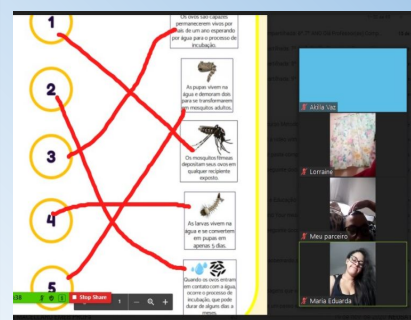 1
Os ovos são capazes
permanecerem vivos por
mais de um ano esperando
por água para o processo de
incubação.
2
As pupas vivem na
água e demoram dois
para se transformarem
em mosquitos adultos.
3
Os mosquitos fêmeas
depositam seus ovos em
qualquer recipiente
exposto.
4
As larvas vivem na
água e se convertem
em pupas em
apenas 5 dias.
5
Quando os ovos entram
em contato com a água,
ocorre o processo de
incubação, que pode
durar de alguns dias a
meses.
Stop Share
1
Lorraine
Meu parceiro
Maria Eduarda